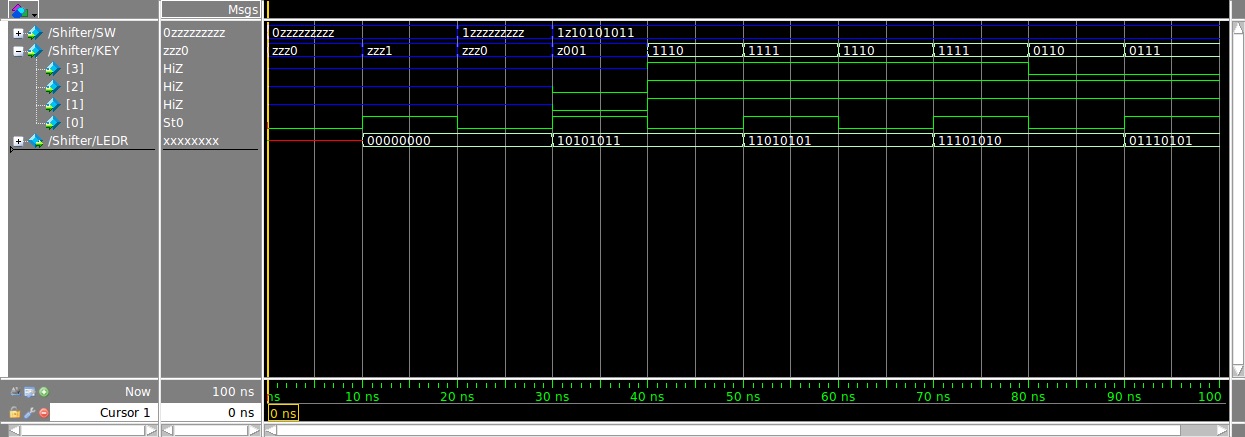 Msgs
/Shifter/SW 0zzzzzzzzz 0zzzzzzzzz 1zzzzzzzzz 1z10101011
/Shifter/KEY zzz0 zzz0 zzz1 zzz0 z001 1110 1111 1110 1111 0110 0111
[3] HiZ
[2] HiZ
[1] HiZ
[0] St0
/Shifter/LEDR xxxxxxxx 00000000 10101011 11010101 11101010 01110101
Now 100 ns ns 10 ns 20 ns 30 ns 40 ns 50 ns 60 ns 70 ns 80 ns 90 ns 100
Cursor 1 0 ns 0 ns